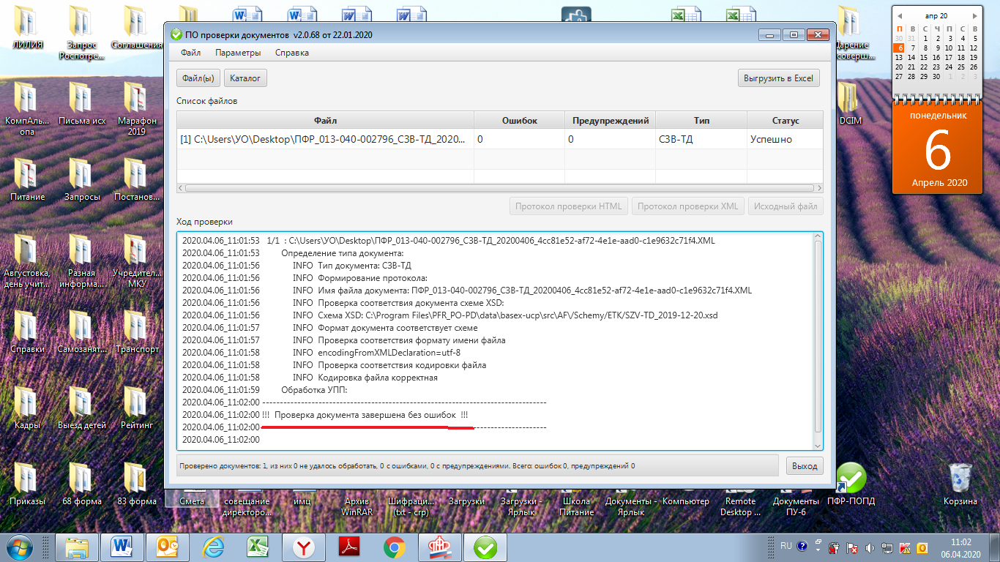 ЛИЛИЯ
Запрос Роспотре...
Соглашения
КомпАль... опа
Письма исх
Марафон 2019
Питание
Запросы
Постанов...
Августовка, день учит...
Разная информа...
Учредител... МКУ
Справки
Самозанят...
Транспорт
Кадры
Выезд детей
Рейтинг
Приказы
68 форма
83 форма
ПО проверки документов v2.0.68 от 22.01.2020
Файл Параметры Справка
Файл(ы) Каталог Выгрузить в Excel
Список файлов
Файл Ошибок Предупреждений Тип Статус
[1] C:\Users\УО\Desktop\ПФР_013-040-002796_СЗВ-ТД_2020... 0 0 СЗВ-ТД Успешно
Протокол проверки HTML Протокол проверки XML Исходный файл
Ход проверки
2020.04.06_11:01:53 1/1 : C:\Users\УО\Desktop\ПФР_013-040-002796_СЗВ-ТД_20200406_4cc81e52-af72-4e1e-aad0-c1e9632c71f4.XML
2020.04.06_11:01:53 Определение типа документа:
2020.04.06_11:01:56 INFO Тип документа: СЗВ-ТД
2020.04.06_11:01:56 INFO Формирование протокола:
2020.04.06_11:01:56 INFO Имя файла документа: ПФР_013-040-002796_СЗВ-ТД_20200406_4cc81e52-af72-4e1e-aad0-c1e9632c71f4.XML
2020.04.06_11:01:56 INFO Проверка соответствия документа схеме XSD:
2020.04.06_11:01:56 INFO Схема XSD: C:\Program Files\PFR_PO-PD\data\basex-ucp\src\AF\/Schemy/ETK/SZV-TD_2019-12-20.xsd
2020.04.06_11:01:57 INFO Формат документа соответствует схеме
2020.04.06_11:01:57 INFO Проверка соответствия формату имени файла
2020.04.06_11:01:58 INFO encodingFromXMLDeclaration=utf-8
2020.04.06_11:01:58 INFO Проверка соответствия кодировки файла
2020.04.06_11:01:58 INFO Кодировка файла корректная
2020.04.06_11:01:59 Обработка УПП:
2020.04.06_11:02:00 --------------------------------------------------------------------------------
2020.04.06_11:02:00 !!! Проверка документа завершена без ошибок !!!
2020.04.06_11:02:00 --------------------
2020.04.06_11:02:00
Проверено документов: 1, из них 0 не удалось обработать, 0 с ошибками, 0 с предупреждениями. Всего: ошибок 0, предупреждений 0
Выход
Смета
совещание директоро...
имц
Архив WinRAR
Шифраци... (txt - crp)
Загрузки
Загрузки - Ярлык
Школа Питание
Документы - Ярлык
Компьютер
Remote Desktop ...
Документы ПУ-6
ПФР-ПОПД
Корзина
DCIM
апр 20
П В С Ч П С В
30 31 1 2 3 4 5
6 7 8 9 10 11 12
13 14 15 16 17 18 19
20 21 22 23 24 25 26
27 28 29 30 1 2 3
понедельник
6
Апрель 2020
RU
11:02
06.04.2020